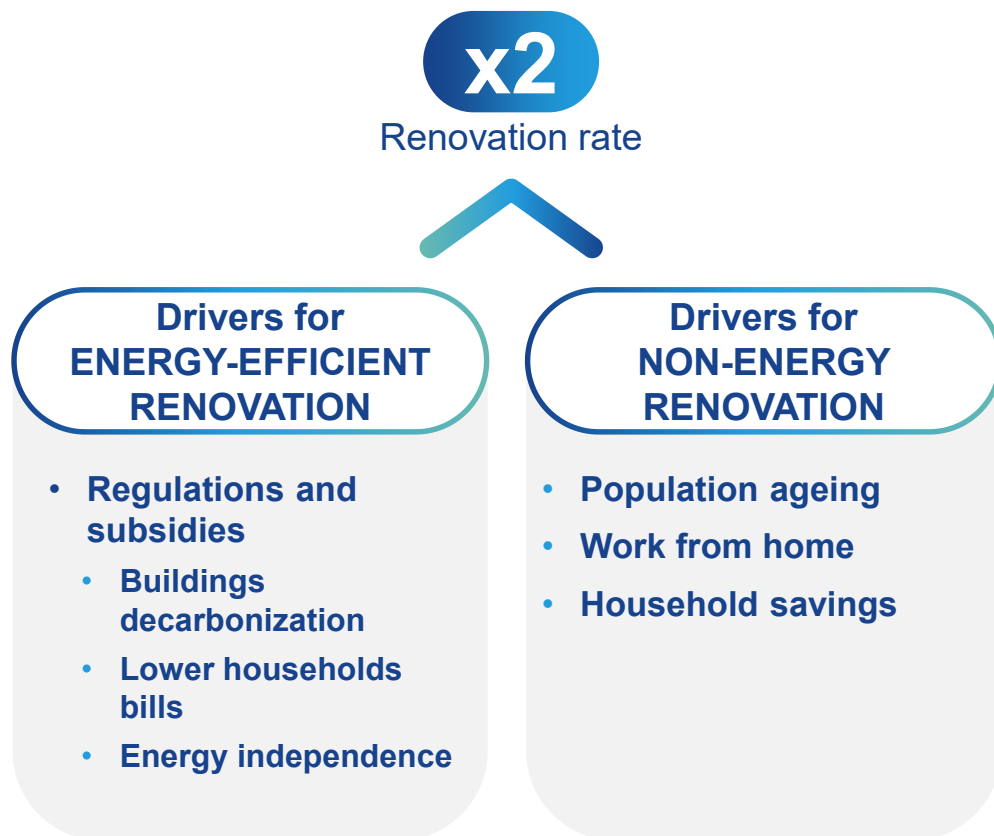 x2
Renovation rate
Drivers for
ENERGY-EFFICIENT
RENOVATION
• Regulations and
subsidies
• Buildings
decarbonization
• Lower households
bills
• Energy independence
Drivers for
NON-ENERGY
RENOVATION
• Population ageing
• Work from home
• Household savings